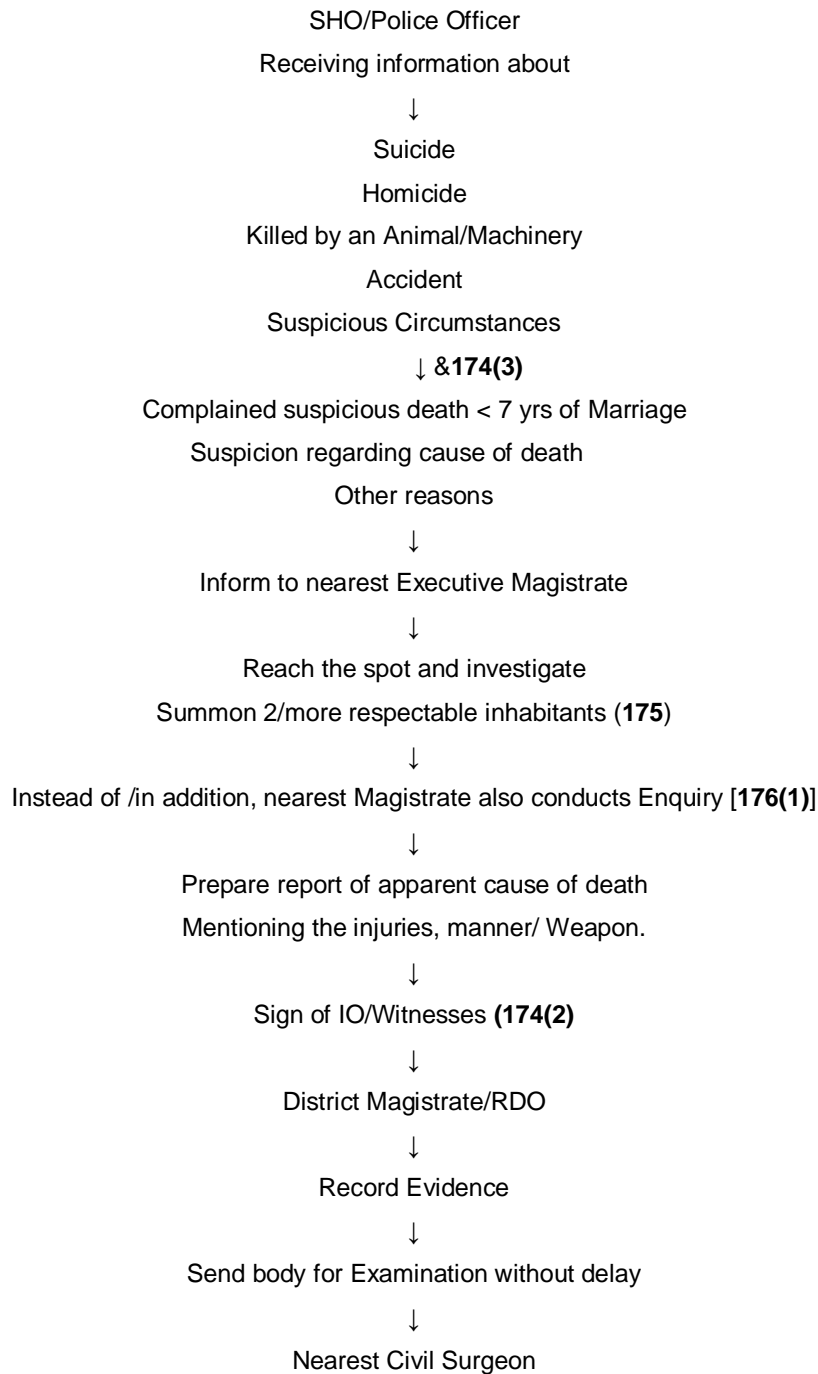 SHO/Police Officer
Receiving information about
↓
Suicide
Homicide
Killed by an Animal/Machinery
Accident
Suspicious Circumstances
↓ &174(3)
Complained suspicious death < 7 yrs of Marriage
Suspicion regarding cause of death
Other reasons
↓
Inform to nearest Executive Magistrate
↓
Reach the spot and investigate
Summon 2/more respectable inhabitants (175)
↓
Instead of /in addition, nearest Magistrate also conducts Enquiry [176(1)]
↓
Prepare report of apparent cause of death
Mentioning the injuries, manner/ Weapon.
↓
Sign of IO/Witnesses (174(2)
↓
District Magistrate/RDO
↓
Record Evidence
↓
Send body for Examination without delay
↓
Nearest Civil Surgeon